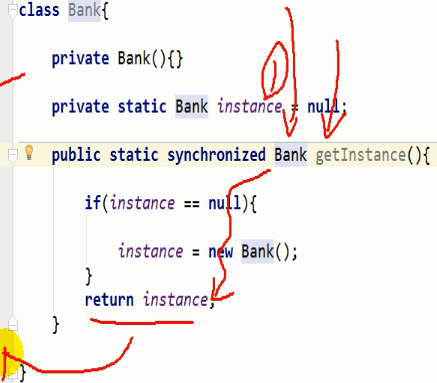 class Bank{
private Bank(){}
①
private static Bank instance = null;
public static synchronized Bank getInstance(){
if(instance == null){
instance = new Bank();
}
return instance;
}
}